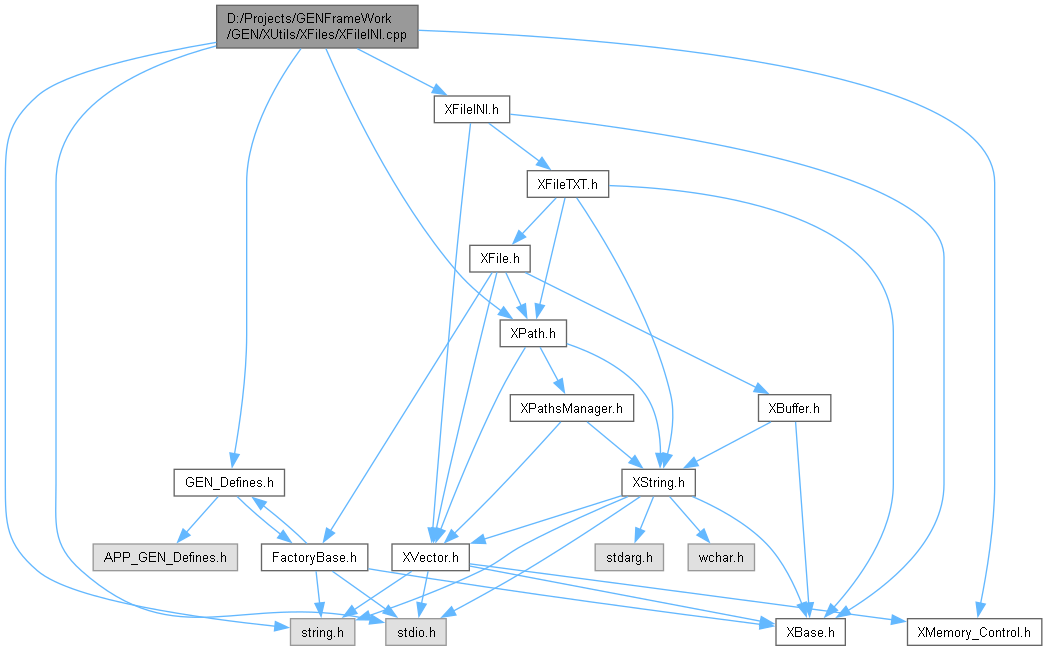 D:/Projects/GENFrameWork
/GEN/XUtils/XFiles/XFileINI.cpp
XFileINI.h
XFileTXT.h
XFile.h
XPath.h
XPathsManager.h
XBuffer.h
GEN_Defines.h
XString.h
APP_GEN_Defines.h
FactoryBase.h
XVector.h
stdarg.h
wchar.h
string.h
stdio.h
XBase.h
XMemory_Control.h